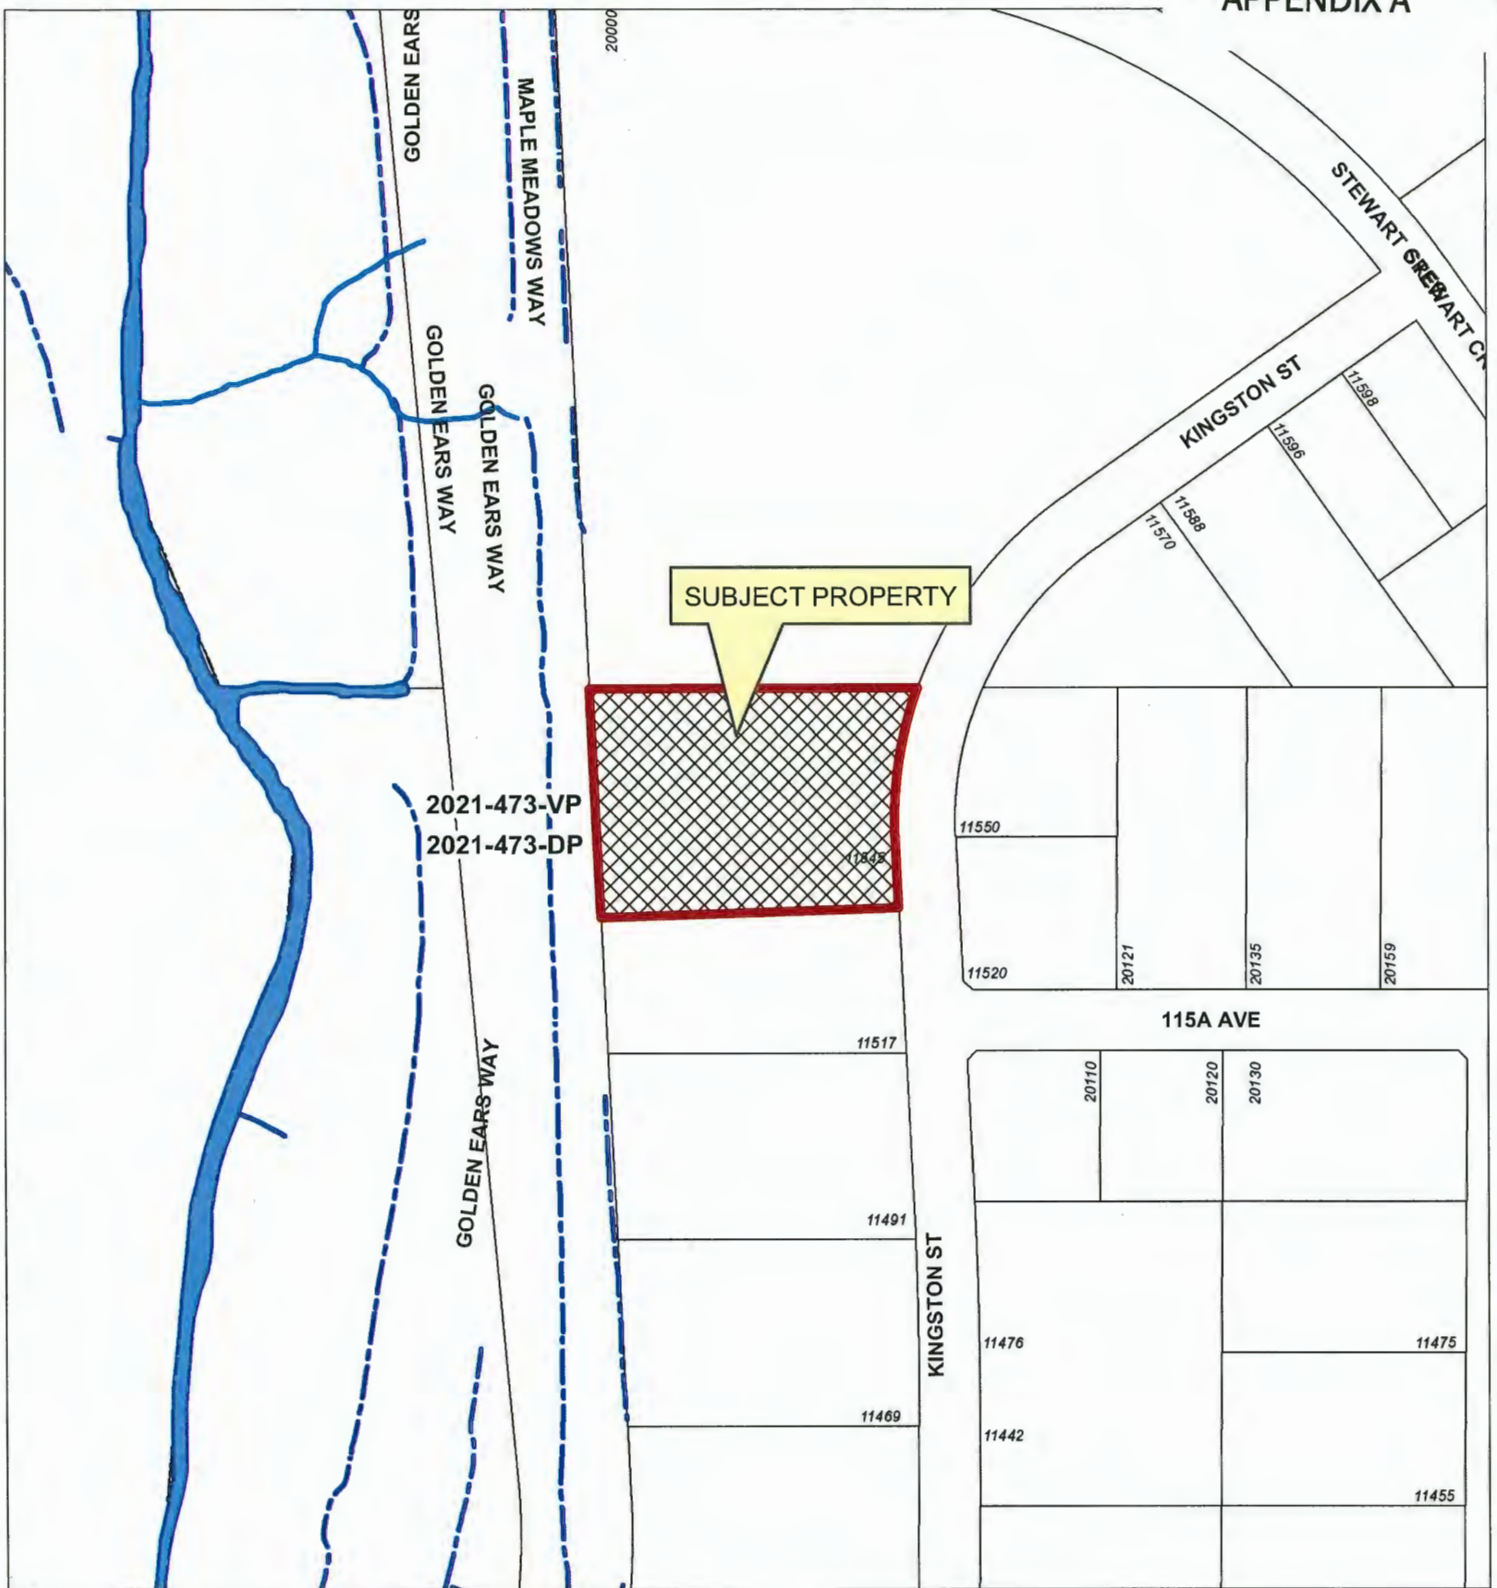 APPENDIX A
GOLDEN EARS
20000
MAPLE MEADOWS WAY
STEWART CRES
STEWART CR
GOLDEN EARS WAY
GOLDEN EARS WAY
KINGSTON ST
11598
11596
11588
11570
SUBJECT PROPERTY
2021-473-VP
2021-473-DP
11550
11520
20121
20135
20159
115A AVE
11517
20110
20120
20130
GOLDEN EARS WAY
11491
KINGSTON ST
11476
11475
11469
11442
11455